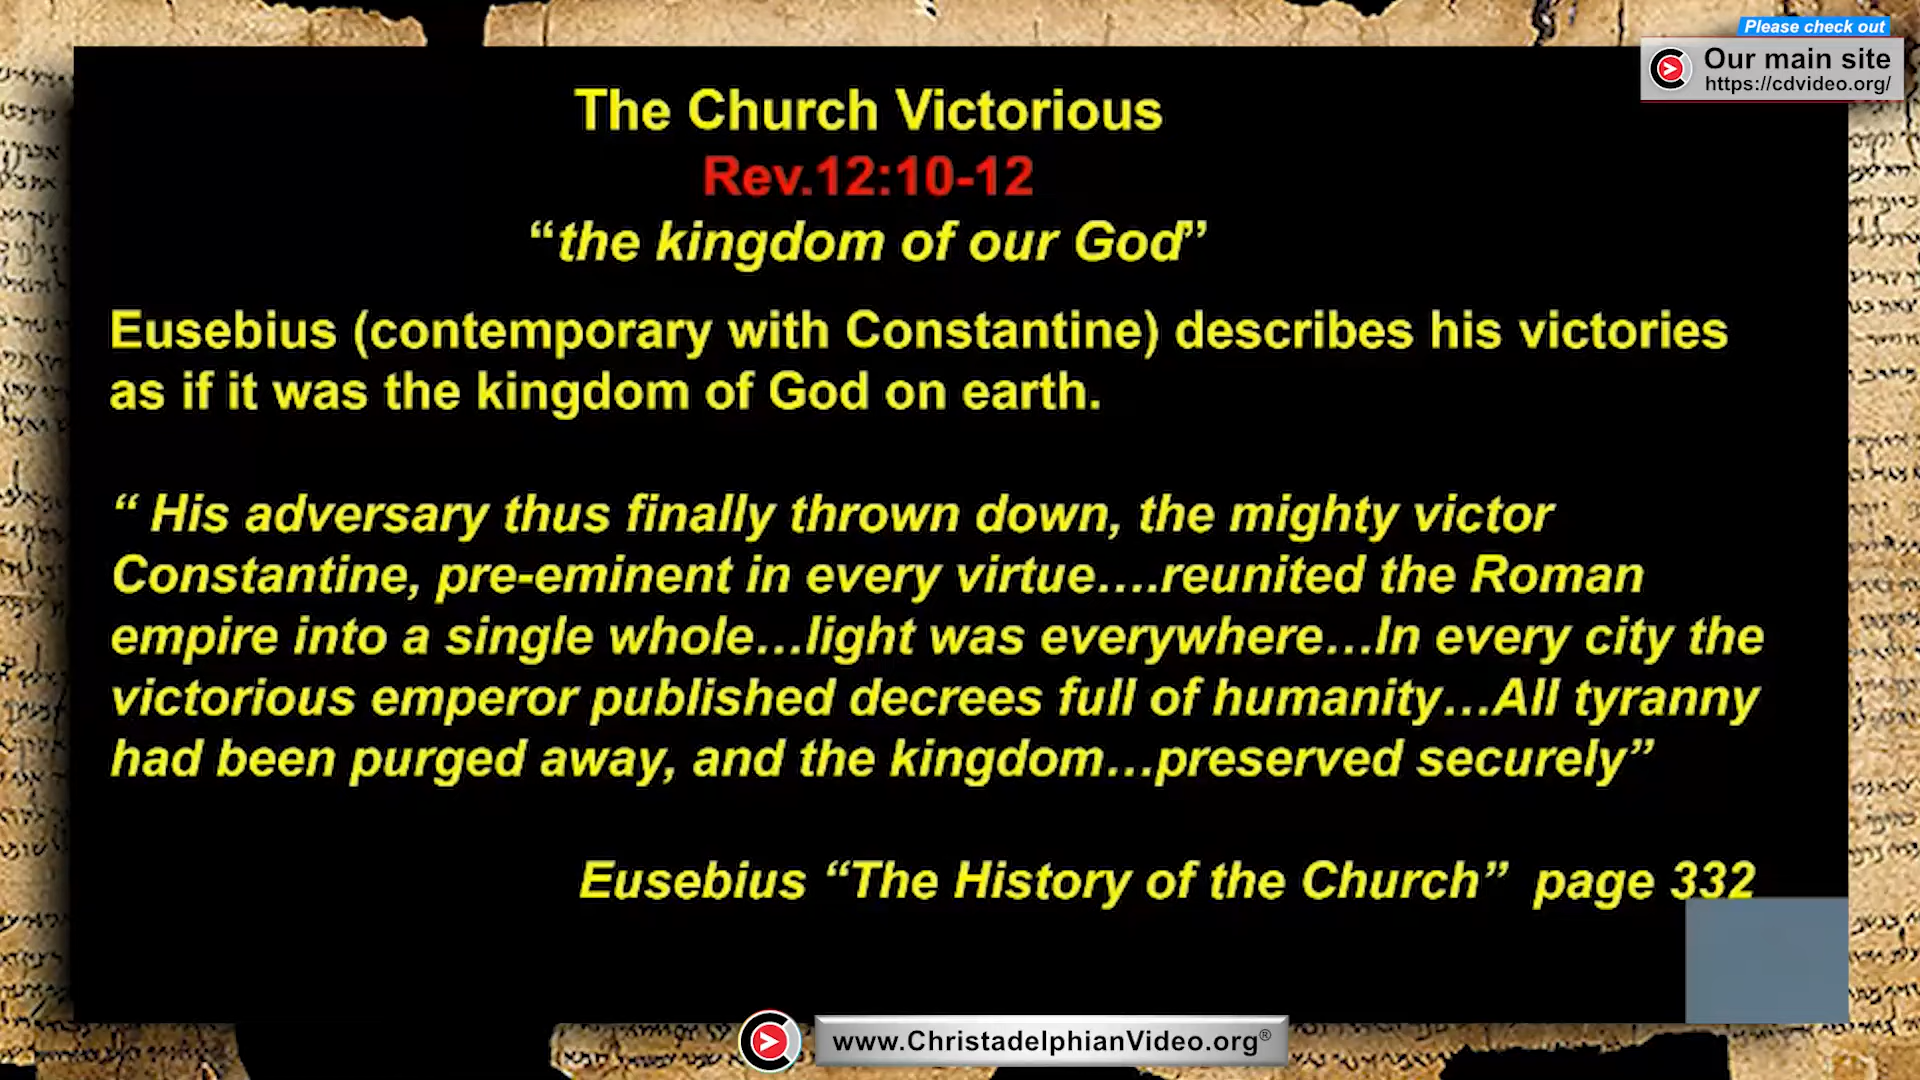 Please check out
Our main site
https://cdvideo.org/
The Church Victorious
Rev.12:10-12
“the kingdom of our God”
Eusebius (contemporary with Constantine) describes his victories
as if it was the kingdom of God on earth.
“ His adversary thus finally thrown down, the mighty victor
Constantine, pre-eminent in every virtue….reunited the Roman
empire into a single whole…light was everywhere…In every city the
victorious emperor published decrees full of humanity…All tyranny
had been purged away, and the kingdom…preserved securely”
Eusebius “The History of the Church” page 332
www.ChristadelphianVideo.org®